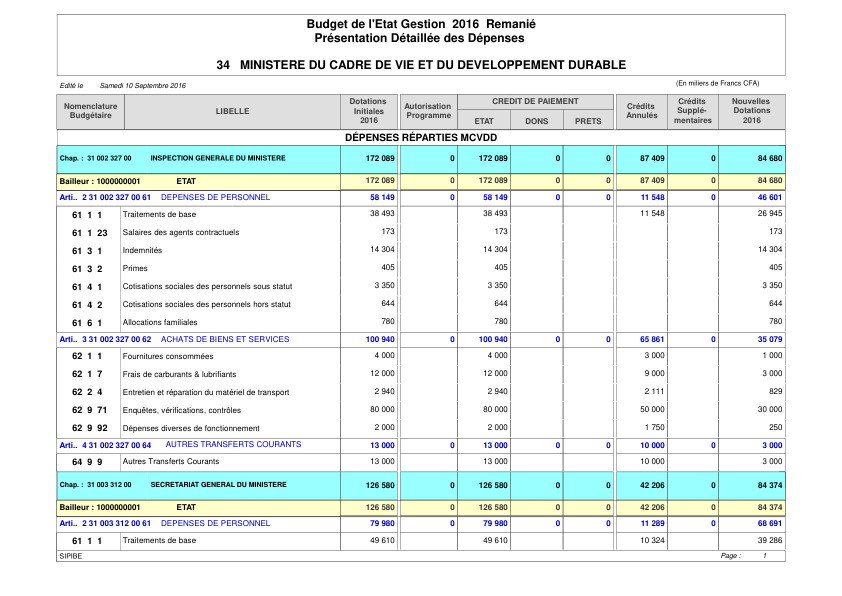 Budget de l'Etat Gestion 2016 Remanié
Présentation Détaillée des Dépenses
34 MINISTERE DU CADRE DE VIE ET DU DEVELOPPEMENT DURABLE
Edité le Samedi 10 Septembre 2016 (En miliers de Francs CFA)
Nomenclature Budgétaire LIBELLE Dotations Initiales 2016 Autorisation Programme CREDIT DE PAIEMENT ETAT DONS PRETS Crédits Annulés Crédits Supplé-mentaires Nouvelles Dotations 2016
DÉPENSES RÉPARTIES MCVDD
Chap. : 31 002 327 00 INSPECTION GENERALE DU MINISTERE 172 089 0 172 089 0 0 87 409 0 84 680
Bailleur : 1000000001 ETAT 172 089 0 172 089 0 0 87 409 0 84 680
Arti.. 2 31 002 327 00 61 DEPENSES DE PERSONNEL 58 149 0 58 149 0 0 11 548 0 46 601
61 1 1 Traitements de base 38 493 38 493 11 548 26 945
61 1 23 Salaires des agents contractuels 173 173 173
61 3 1 Indemnités 14 304 14 304 14 304
61 3 2 Primes 405 405 405
61 4 1 Cotisations sociales des personnels sous statut 3 350 3 350 3 350
61 4 2 Cotisations sociales des personnels hors statut 644 644 644
61 6 1 Allocations familiales 780 780 780
Arti.. 3 31 002 327 00 62 ACHATS DE BIENS ET SERVICES 100 940 0 100 940 0 0 65 861 0 35 079
62 1 1 Fournitures consommées 4 000 4 000 3 000 1 000
62 1 7 Frais de carburants & lubrifiants 12 000 12 000 9 000 3 000
62 2 4 Entretien et réparation du matériel de transport 2 940 2 940 2 111 829
62 9 71 Enquêtes, vérifications, contrôles 80 000 80 000 50 000 30 000
62 9 92 Dépenses diverses de fonctionnement 2 000 2 000 1 750 250
Arti.. 4 31 002 327 00 64 AUTRES TRANSFERTS COURANTS 13 000 0 13 000 0 0 10 000 0 3 000
64 9 9 Autres Transferts Courants 13 000 13 000 10 000 3 000
Chap. : 31 003 312 00 SECRETARIAT GENERAL DU MINISTERE 126 580 0 126 580 0 0 42 206 0 84 374
Bailleur : 1000000001 ETAT 126 580 0 126 580 0 0 42 206 0 84 374
Arti.. 2 31 003 312 00 61 DEPENSES DE PERSONNEL 79 980 0 79 980 0 0 11 289 0 68 691
61 1 1 Traitements de base 49 610 49 610 10 324 39 286
SIPIBE Page : 1